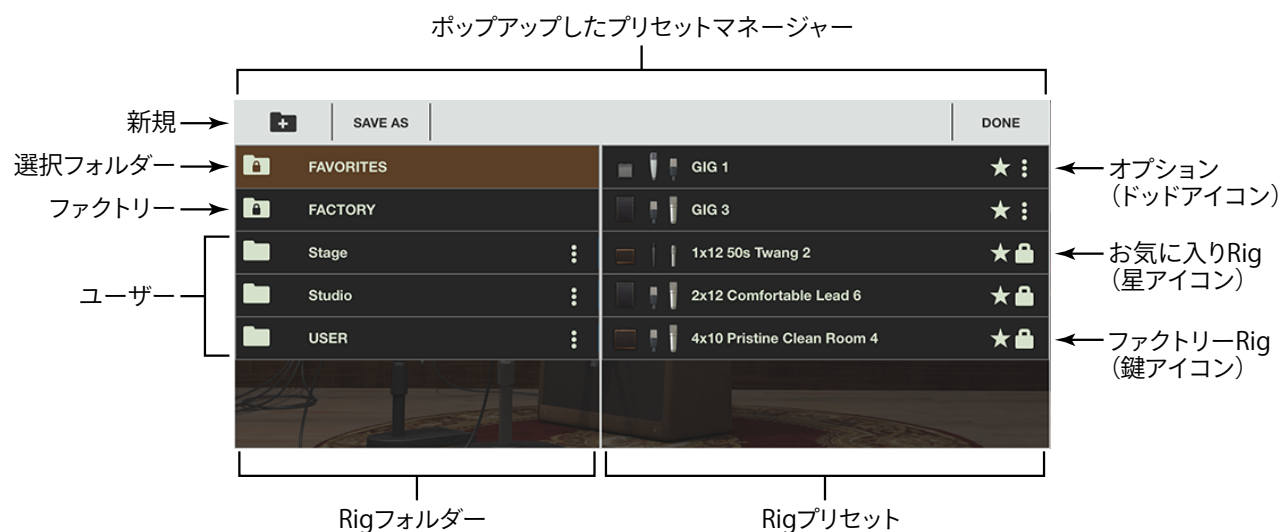 ポップアップしたプリセットマネージャー
新規
SAVE AS
DONE
選択フォルダー
FAVORITES
GIG 1
オプション
（ドッドアイコン）
ファクトリー
FACTORY
GIG 3
Stage
1x12 50s Twang 2
お気に入りRig
（星アイコン）
ユーザー
Studio
2x12 Comfortable Lead 6
USER
4x10 Pristine Clean Room 4
ファクトリーRig
（鍵アイコン）
Rigフォルダー
Rigプリセット